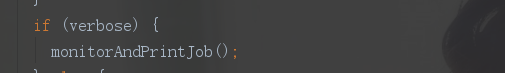 }
if (verbose) {
monitorAndPrintJob();